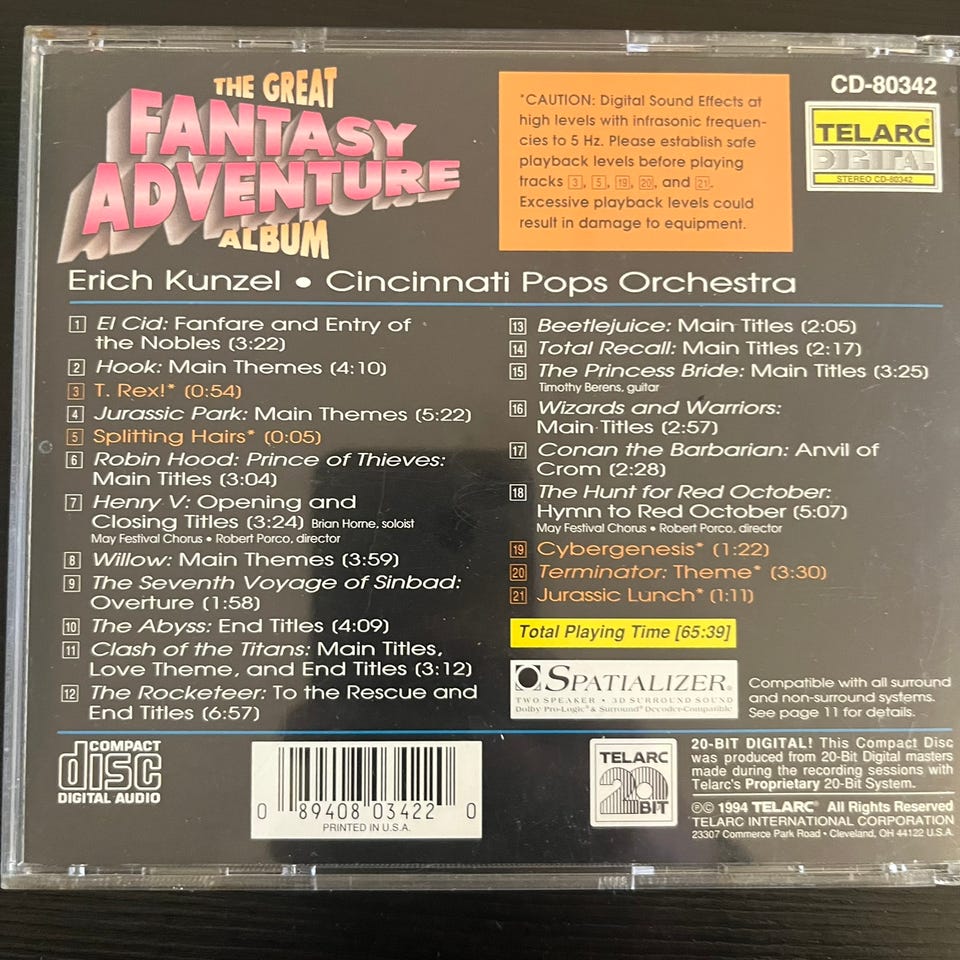 THE GREAT
FANTASY
ADVENTURE
ALBUM
*CAUTION: Digital Sound Effects at
high levels with infrasonic frequen-
cies to 5 Hz. Please establish safe
playback levels before playing
tracks 3, 5, 19, 20, and 21.
Excessive playback levels could
result in damage to equipment.
CD-80342
TELARC®
DIGITAL
STEREO CD-80342
Erich Kunzel • Cincinnati Pops Orchestra
1 El Cid: Fanfare and Entry of
the Nobles (3:22)
2 Hook: Main Themes (4:10)
3 T. Rex!* (0:54)
4 Jurassic Park: Main Themes (5:22)
5 Splitting Hairs* (0:05)
6 Robin Hood: Prince of Thieves:
Main Titles (3:04)
7 Henry V: Opening and
Closing Titles (3:24) Brian Horne, soloist
May Festival Chorus • Robert Porco, director
8 Willow: Main Themes (3:59)
9 The Seventh Voyage of Sinbad:
Overture (1:58)
10 The Abyss: End Titles (4:09)
11 Clash of the Titans: Main Titles,
Love Theme, and End Titles (3:12)
12 The Rocketeer: To the Rescue and
End Titles (6:57)
13 Beetlejuice: Main Titles (2:05)
14 Total Recall: Main Titles (2:17)
15 The Princess Bride: Main Titles (3:25)
Timothy Berens, guitar
16 Wizards and Warriors:
Main Titles (2:57)
17 Conan the Barbarian: Anvil of
Crom (2:28)
18 The Hunt for Red October:
Hymn to Red October (5:07)
May Festival Chorus • Robert Porco, director
19 Cybergenesis* (1:22)
20 Terminator: Theme* (3:30)
21 Jurassic Lunch* (1:11)
Total Playing Time [65:39]
SPATIALIZER®
TWO SPEAKER • 3D SURROUND SOUND
Dolby Pro-Logic® & Surround® Decoder-Compatible
Compatible with all surround
and non-surround systems.
See page 11 for details.
COMPACT
disc
DIGITAL AUDIO
0 89408 03422 0
PRINTED IN U.S.A.
TELARC
20
BIT
20-BIT DIGITAL! This Compact Disc
was produced from 20-Bit Digital masters
made during the recording sessions with
Telarc's Proprietary 20-Bit System.
℗© 1994 TELARC® All Rights Reserved
TELARC INTERNATIONAL CORPORATION
23307 Commerce Park Road • Cleveland, OH 44122 U.S.A.